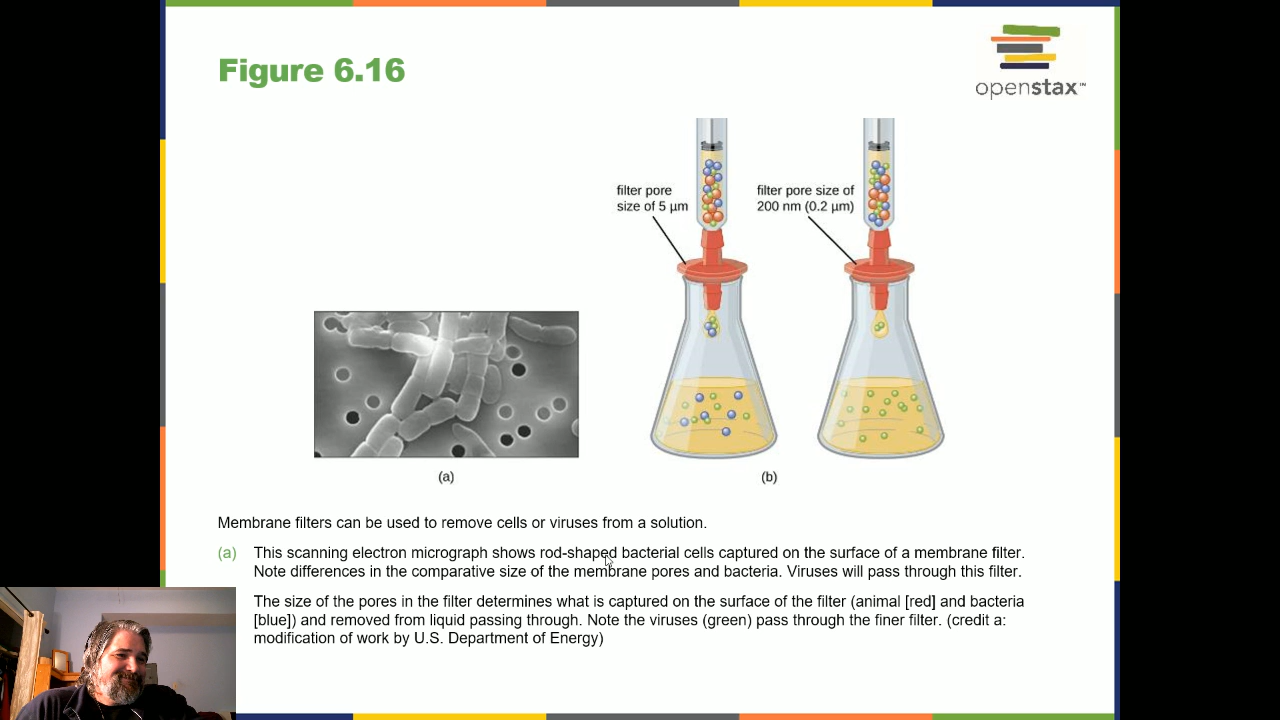 Figure 6.16
openstax™
filter pore
size of 5 µm
filter pore size of
200 nm (0.2 µm)
(a)
(b)
Membrane filters can be used to remove cells or viruses from a solution.
(a) This scanning electron micrograph shows rod-shaped bacterial cells captured on the surface of a membrane filter.
Note differences in the comparative size of the membrane pores and bacteria. Viruses will pass through this filter.
The size of the pores in the filter determines what is captured on the surface of the filter (animal [red] and bacteria
[blue]) and removed from liquid passing through. Note the viruses (green) pass through the finer filter. (credit a:
modification of work by U.S. Department of Energy)